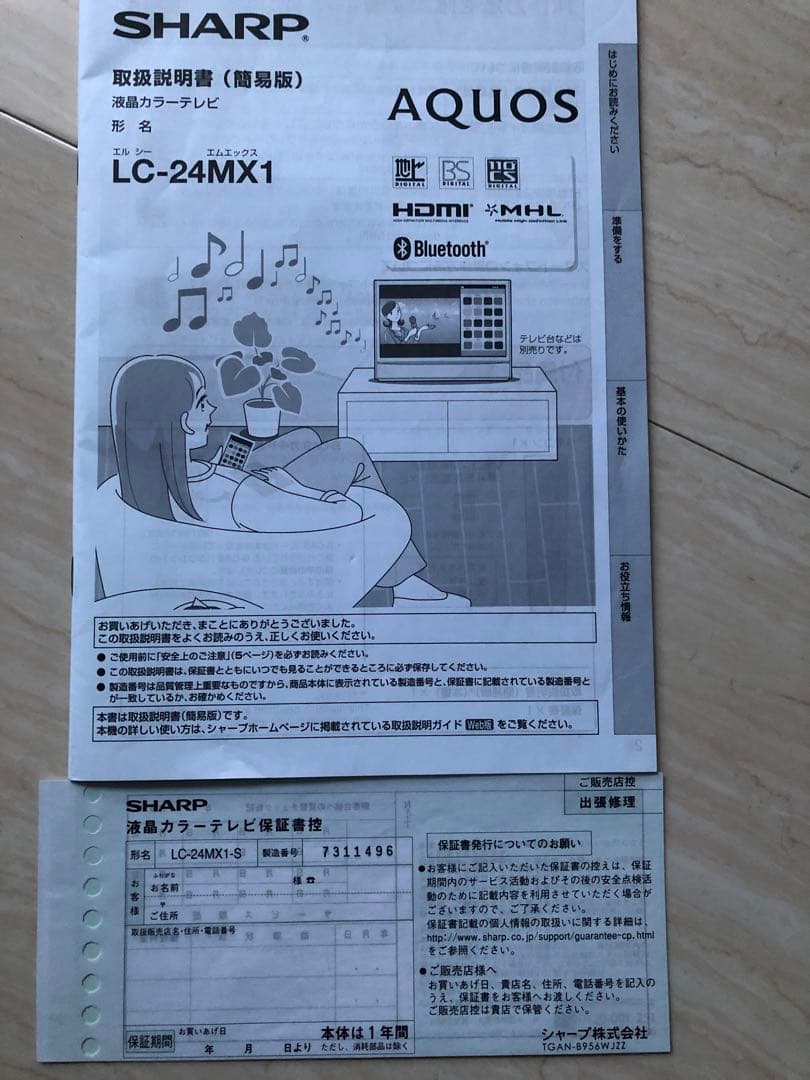 SHARP®
取扱説明書（簡易版）
液晶カラーテレビ
形 名
エル シー エムエックス
LC-24MX1
AQUOS
地上 DIGITAL
BS DIGITAL
110 CS DIGITAL
HDMI®
HIGH-DEFINITION MULTIMEDIA INTERFACE
MHL
Mobile High-Definition Link
Bluetooth®
テレビ台などは
別売りです。
はじめにお読みください
準備をする
基本の使いかた
お役立ち情報
お買いあげいただき、まことにありがとうございました。
この取扱説明書をよくお読みのうえ、正しくお使いください。
● ご使用前に「安全上のご注意」(5ページ)を必ずお読みください。
● この取扱説明書は、保証書とともにいつでも見ることができるところに必ず保存してください。
● 製造番号は品質管理上重要なものですから、商品本体に表示されている製造番号と、保証書に記載されている製造番号と
が一致しているか、お確かめください。
本書は取扱説明書(簡易版)です。
本機の詳しい使い方は、シャープホームページに掲載されている取扱説明ガイド Web版 をご覧ください。
ご販売店控
出張修理
SHARP
液晶カラーテレビ保証書控
形名 LC-24MX1-S 製造番号 7311496
お客様
ふりがな
お名前 様 ☎
〒
ご住所
取扱販売店名・住所・電話番号
保証期間
お買いあげ日
年 月 日より
本体は1年間
ただし、消耗部品は除く
保証書発行についてのお願い
●お客様にご記入いただいた保証書の控えは、保証
期間内のサービス活動およびその後の安全点検活
動のために記載内容を利用させていただく場合が
ございますので、ご了承ください。
保証書記載の個人情報の取扱いに関する詳細は、
http://www.sharp.co.jp/support/guarantee-cp.html
をご参照ください。
●ご販売店様へ
お買いあげ日、貴店名、住所、電話番号を記入の
うえ、保証書をお客様へお渡しください。
ご販売店控は貴店で保管ください。
シャープ株式会社
TGAN-B956WJZZ